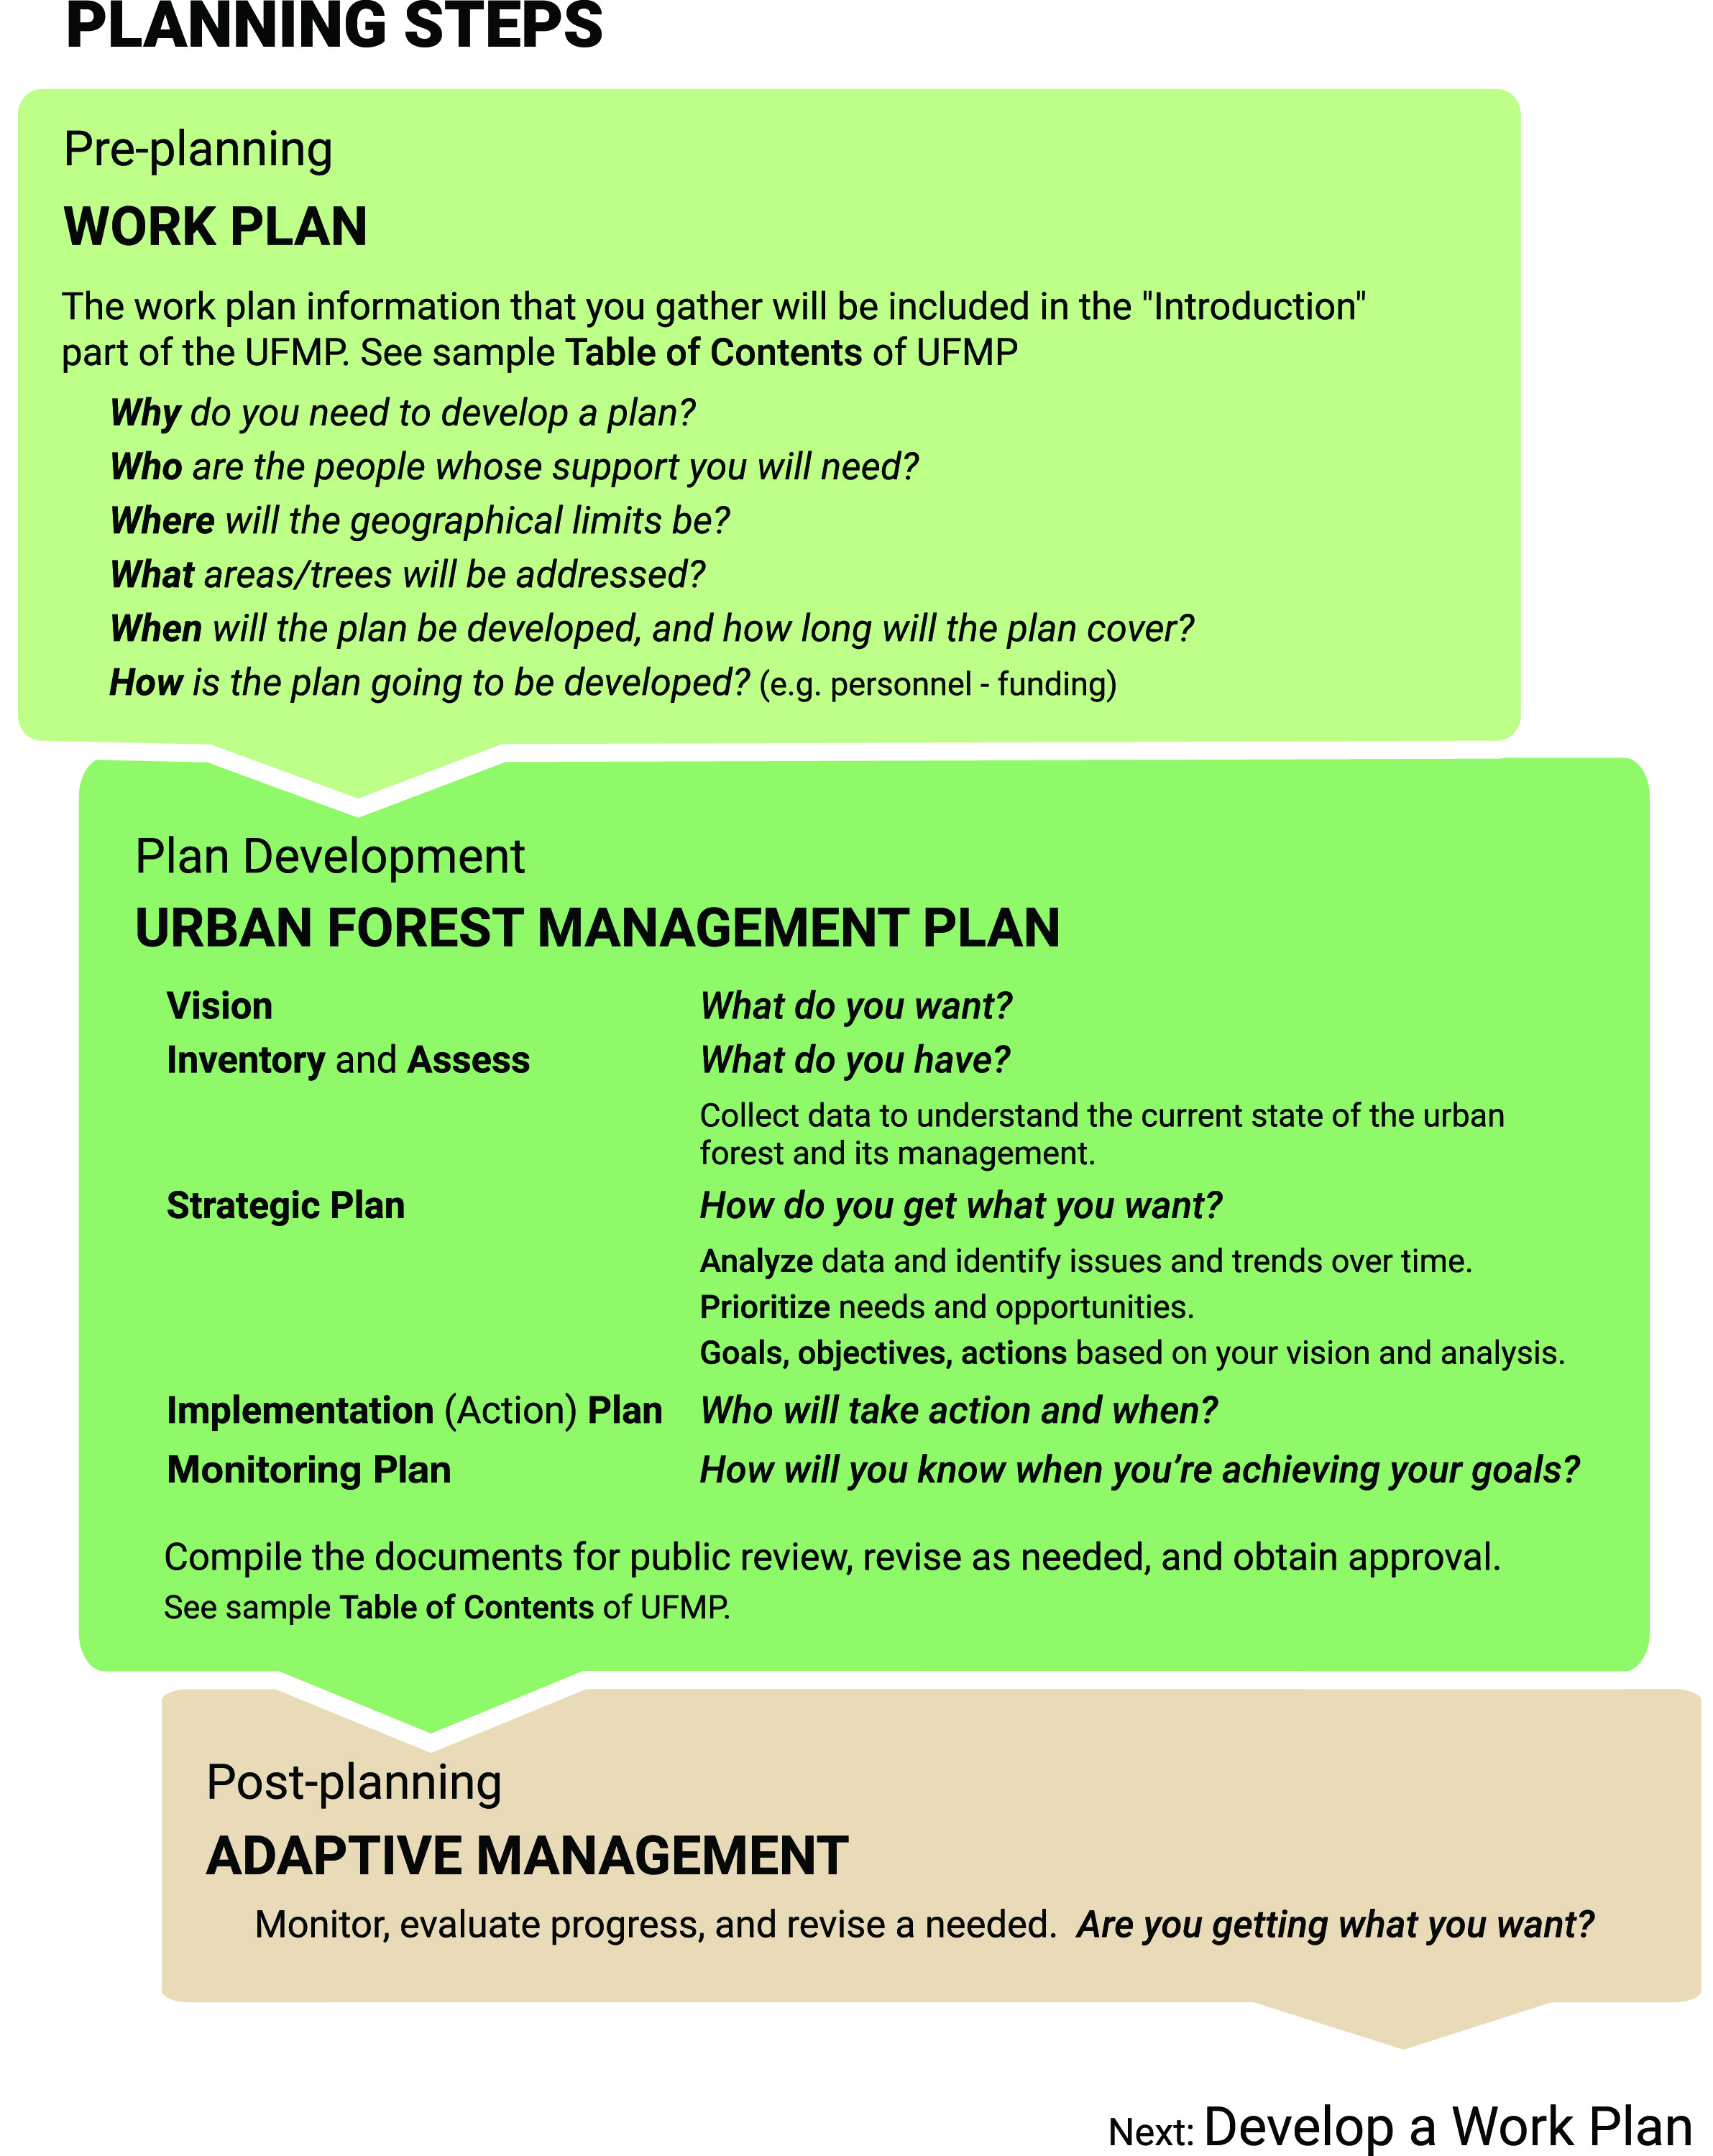 PLANNING STEPS
Pre-planning
WORK PLAN
The work plan information that you gather will be included in the "Introduction"
part of the UFMP. See sample Table of Contents of UFMP
Why do you need to develop a plan?
Who are the people whose support you will need?
Where will the geographical limits be?
What areas/trees will be addressed?
When will the plan be developed, and how long will the plan cover?
How is the plan going to be developed? (e.g. personnel - funding)
Plan Development
URBAN FOREST MANAGEMENT PLAN
Vision What do you want?
Inventory and Assess What do you have?
Collect data to understand the current state of the urban
forest and its management.
Strategic Plan How do you get what you want?
Analyze data and identify issues and trends over time.
Prioritize needs and opportunities.
Goals, objectives, actions based on your vision and analysis.
Implementation (Action) Plan Who will take action and when?
Monitoring Plan How will you know when you’re achieving your goals?
Compile the documents for public review, revise as needed, and obtain approval.
See sample Table of Contents of UFMP.
Post-planning
ADAPTIVE MANAGEMENT
Monitor, evaluate progress, and revise a needed. Are you getting what you want?
Next: Develop a Work Plan